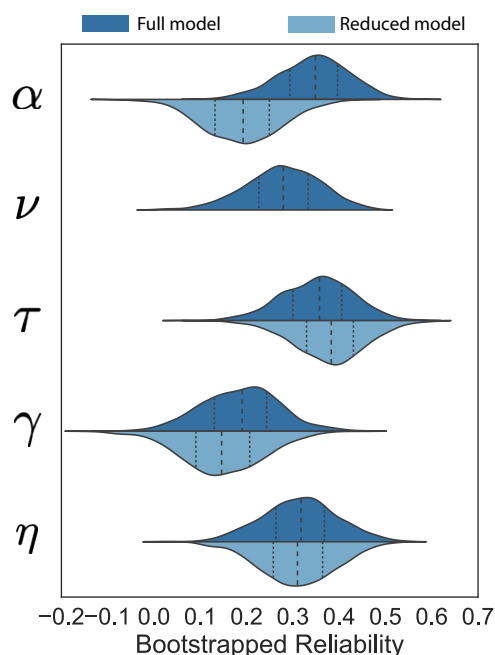 Full model Reduced model
α
ν
τ
γ
η
−0.2−0.1 0.0 0.1 0.2 0.3 0.4 0.5 0.6 0.7
Bootstrapped Reliability